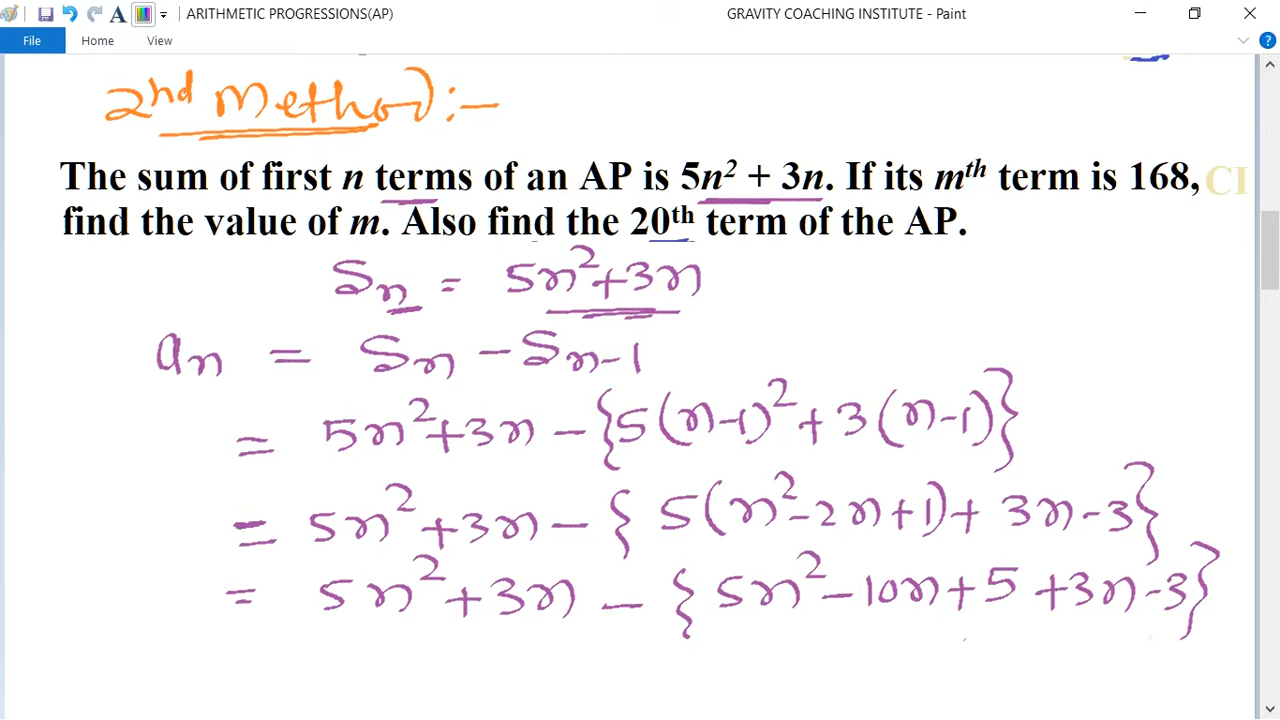 ARITHMETIC PROGRESSIONS(AP) GRAVITY COACHING INSTITUTE - Paint
File Home View
2nd Method:-
The sum of first n terms of an AP is 5n² + 3n. If its mᵗʰ term is 168, CI
find the value of m. Also find the 20ᵗʰ term of the AP.
Sn = 5n²+3n
an = Sn - Sn-1
= 5n²+3n - {5(n-1)² + 3(n-1)}
= 5n²+3n - {5(n²-2n+1)+ 3n-3}
= 5n²+3n - {5n²-10n+5+3n-3}